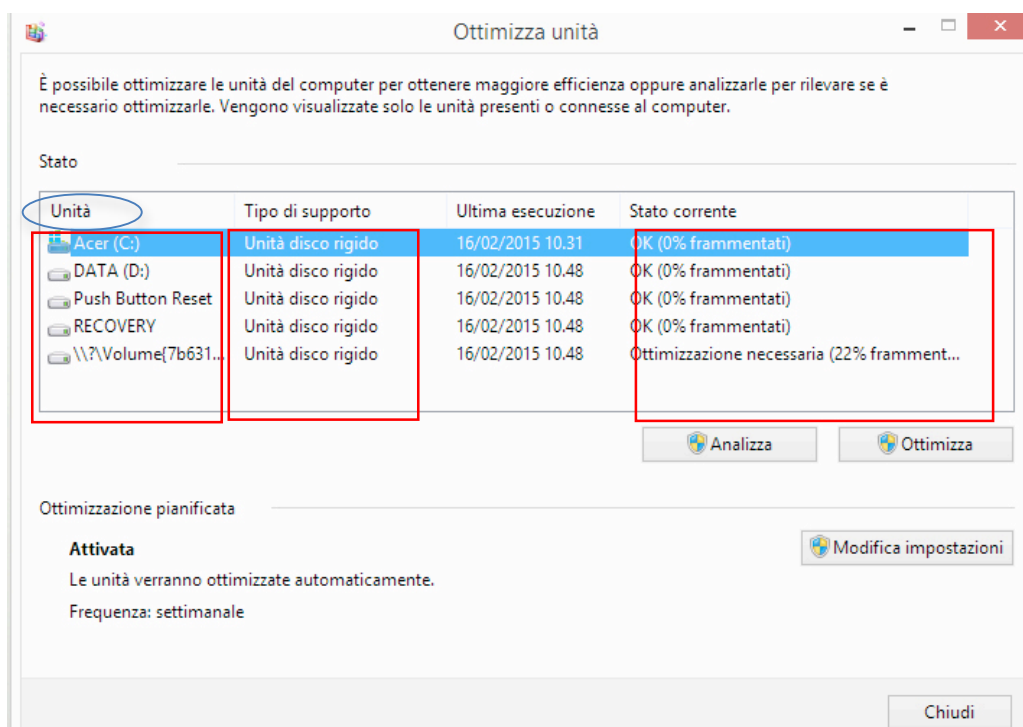 Ottimizza unità
È possibile ottimizzare le unità del computer per ottenere maggiore efficienza oppure analizzarle per rilevare se è
necessario ottimizzarle. Vengono visualizzate solo le unità presenti o connesse al computer.
Stato
Unità Tipo di supporto Ultima esecuzione Stato corrente
Acer (C:) Unità disco rigido 16/02/2015 10.31 OK (0% frammentati)
DATA (D:) Unità disco rigido 16/02/2015 10.48 OK (0% frammentati)
Push Button Reset Unità disco rigido 16/02/2015 10.48 OK (0% frammentati)
RECOVERY Unità disco rigido 16/02/2015 10.48 OK (0% frammentati)
\\?\Volume{7b631... Unità disco rigido 16/02/2015 10.48 Ottimizzazione necessaria (22% framment...
Analizza Ottimizza
Ottimizzazione pianificata
Attivata
Modifica impostazioni
Le unità verranno ottimizzate automaticamente.
Frequenza: settimanale
Chiudi